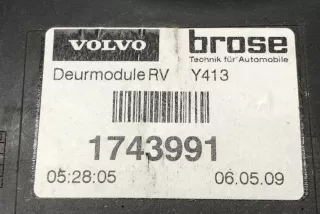 VOLVO brose
Technik für Automobile
Deurmodule RV Y413
1743991
05:28:05 06.05.09